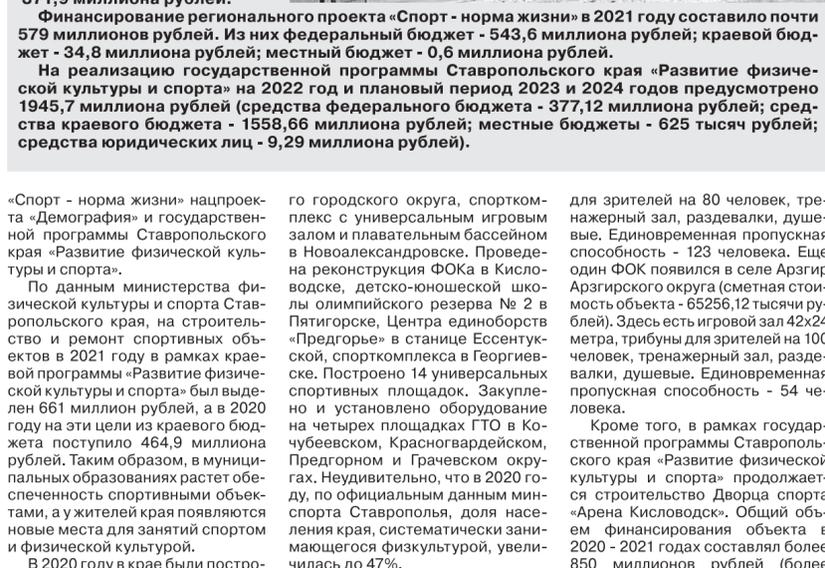 371,9 миллиона рублей.
Финансирование регионального проекта «Спорт - норма жизни» в 2021 году составило почти
579 миллионов рублей. Из них федеральный бюджет - 543,6 миллиона рублей; краевой бюд-
жет - 34,8 миллиона рублей; местный бюджет - 0,6 миллиона рублей.
На реализацию государственной программы Ставропольского края «Развитие физиче-
ской культуры и спорта» на 2022 год и плановый период 2023 и 2024 годов предусмотрено
1945,7 миллиона рублей (средства федерального бюджета - 377,12 миллиона рублей; сред-
ства краевого бюджета - 1558,66 миллиона рублей; местные бюджеты - 625 тысяч рублей;
средства юридических лиц - 9,29 миллиона рублей).
«Спорт - норма жизни» нацпроек-
та «Демография» и государствен-
ной программы Ставропольского
края «Развитие физической куль-
туры и спорта».
По данным министерства фи-
зической культуры и спорта Став-
ропольского края, на строитель-
ство и ремонт спортивных объ-
ектов в 2021 году в рамках крае-
вой программы «Развитие физиче-
ской культуры и спорта» был выде-
лен 661 миллион рублей, а в 2020
году на эти цели из краевого бюд-
жета поступило 464,9 миллиона
рублей. Таким образом, в муници-
пальных образованиях растет обе-
спеченность спортивными объек-
тами, а у жителей края появляются
новые места для занятий спортом
и физической культурой.
В 2020 году в крае были постро-
го городского округа, спортком-
плекс с универсальным игровым
залом и плавательным бассейном
в Новоалександровске. Проведе-
на реконструкция ФОКа в Кисло-
водске, детско-юношеской шко-
лы олимпийского резерва № 2 в
Пятигорске, Центра единоборств
«Предгорье» в станице Ессентук-
ской, спорткомплекса в Георгиев-
ске. Построено 14 универсальных
спортивных площадок. Закупле-
но и установлено оборудование
на четырех площадках ГТО в Ко-
чубеевском, Красногвардейском,
Предгорном и Грачевском окру-
гах. Неудивительно, что в 2020 го-
ду, по официальным данным мин-
спорта Ставрополья, доля насе-
ления края, систематически зани-
мающегося физкультурой, увели-
чилась до 47%.
для зрителей на 80 человек, тре-
нажерный зал, раздевалки, душе-
вые. Единовременная пропускная
способность - 123 человека. Еще
один ФОК появился в селе Арзгир
Арзгирского округа (сметная стои-
мость объекта - 65256,12 тысячи ру-
блей). Здесь есть игровой зал 42х24
метра, трибуны для зрителей на 100
человек, тренажерный зал, разде-
валки, душевые. Единовременная
пропускная способность - 54 че-
ловека.
Кроме того, в рамках государ-
ственной программы Ставрополь-
ского края «Развитие физической
культуры и спорта» продолжает-
ся строительство Дворца спорта
«Арена Кисловодск». Общий объ-
ем финансирования объекта в
2020 - 2021 годах составлял более
850 миллионов рублей (более